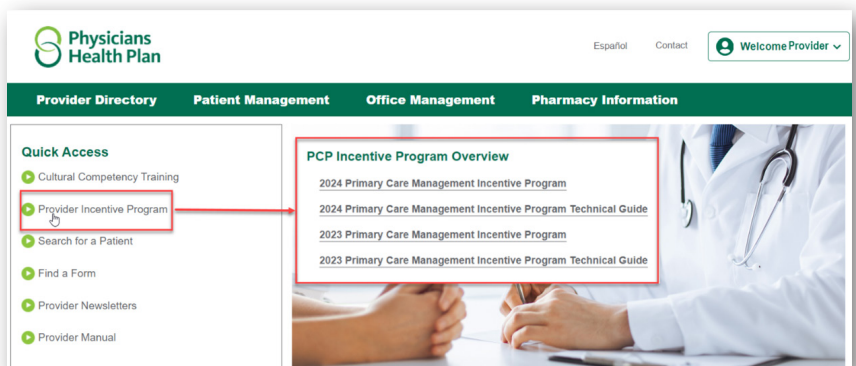 Physicians
Health Plan
Español
Contact
Welcome Provider
Provider Directory
Patient Management
Office Management
Pharmacy Information
Quick Access
Cultural Competency Training
Provider Incentive Program
Search for a Patient
Find a Form
Provider Newsletters
Provider Manual
PCP Incentive Program Overview
2024 Primary Care Management Incentive Program
2024 Primary Care Management Incentive Program Technical Guide
2023 Primary Care Management Incentive Program
2023 Primary Care Management Incentive Program Technical Guide